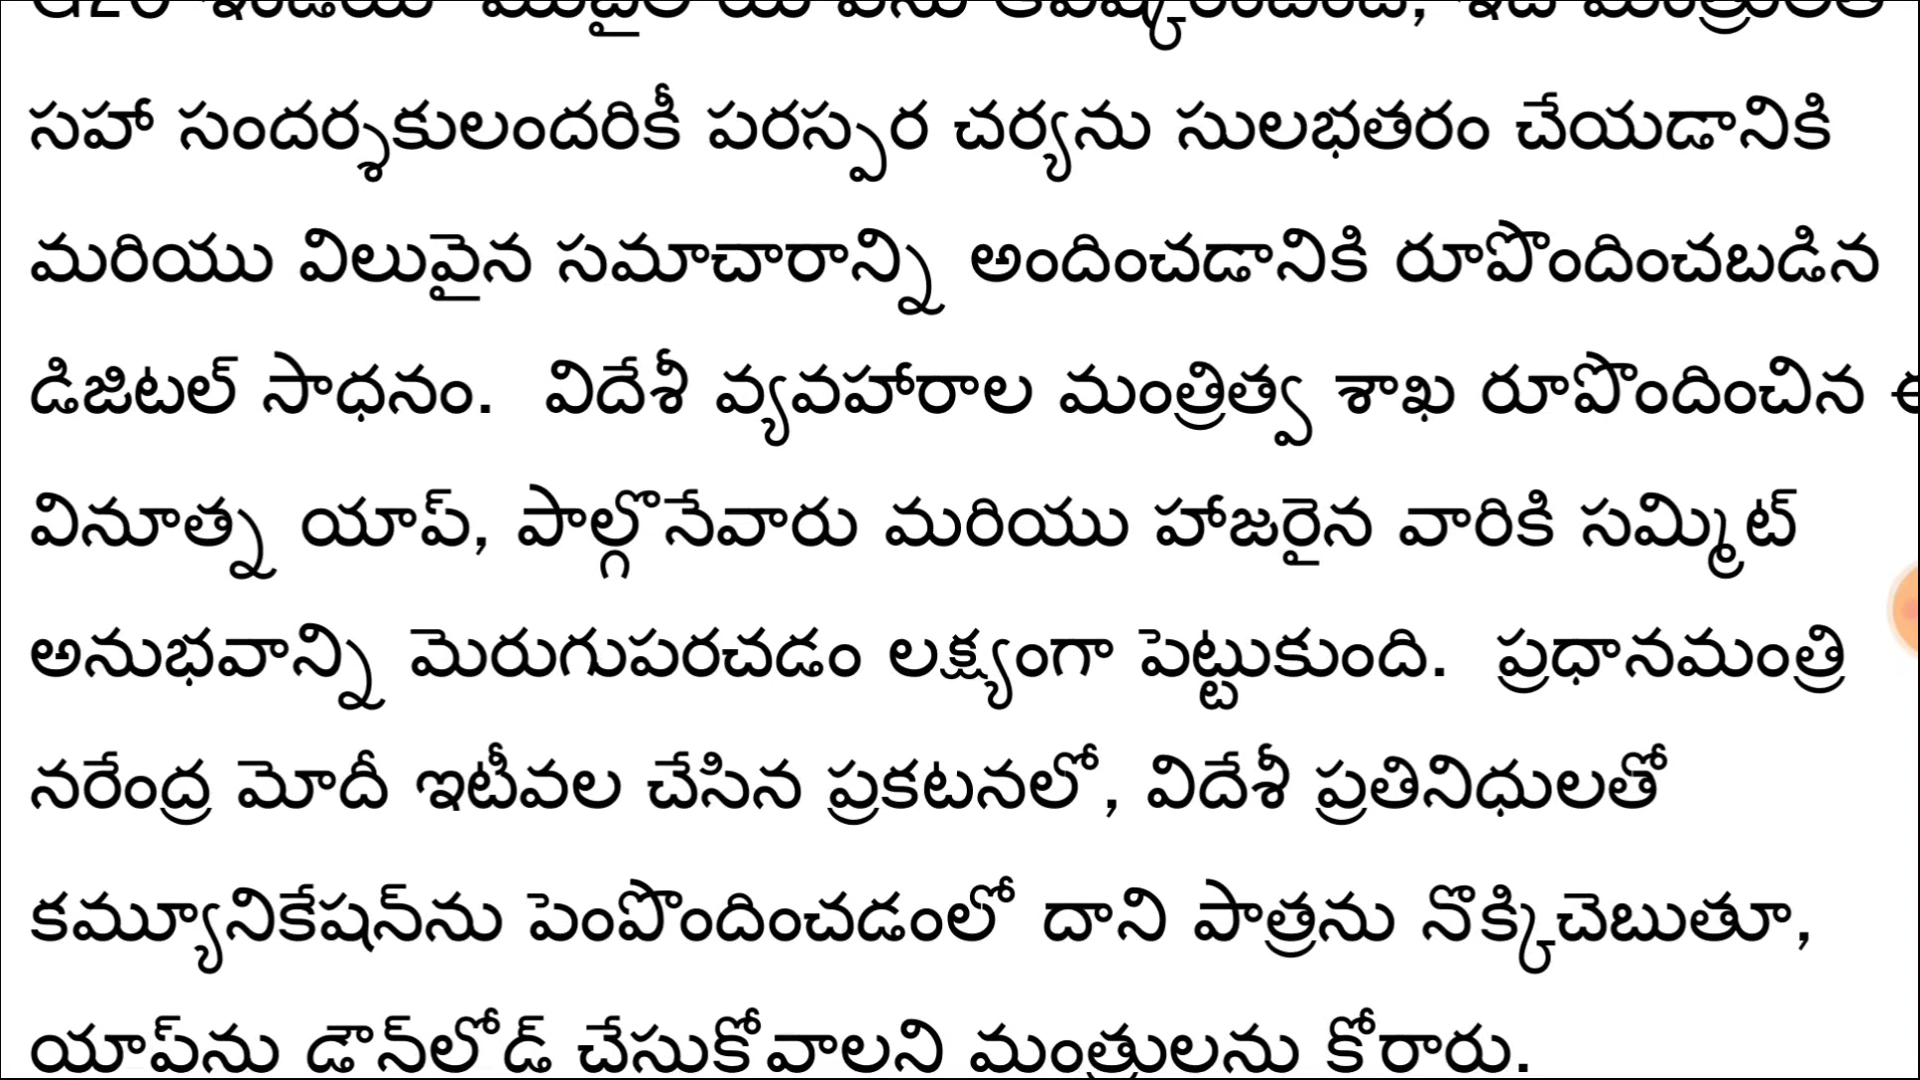 సహా సందర్శకులందరికీ పరస్పర చర్యను సులభతరం చేయడానికి
మరియు విలువైన సమాచారాన్ని అందించడానికి రూపొందించబడిన
డిజిటల్ సాధనం. విదేశీ వ్యవహారాల మంత్రిత్వ శాఖ రూపొందించిన
వినూత్న యాప్, పాల్గొనేవారు మరియు హాజరైన వారికి సమ్మిట్
అనుభవాన్ని మెరుగుపరచడం లక్ష్యంగా పెట్టుకుంది. ప్రధానమంత్రి
నరేంద్ర మోదీ ఇటీవల చేసిన ప్రకటనలో, విదేశీ ప్రతినిధులతో
కమ్యూనికేషన్‌ను పెంపొందించడంలో దాని పాత్రను నొక్కిచెబుతూ,
యాప్‌ను డౌన్‌లోడ్ చేసుకోవాలని మంత్రులను కోరారు.